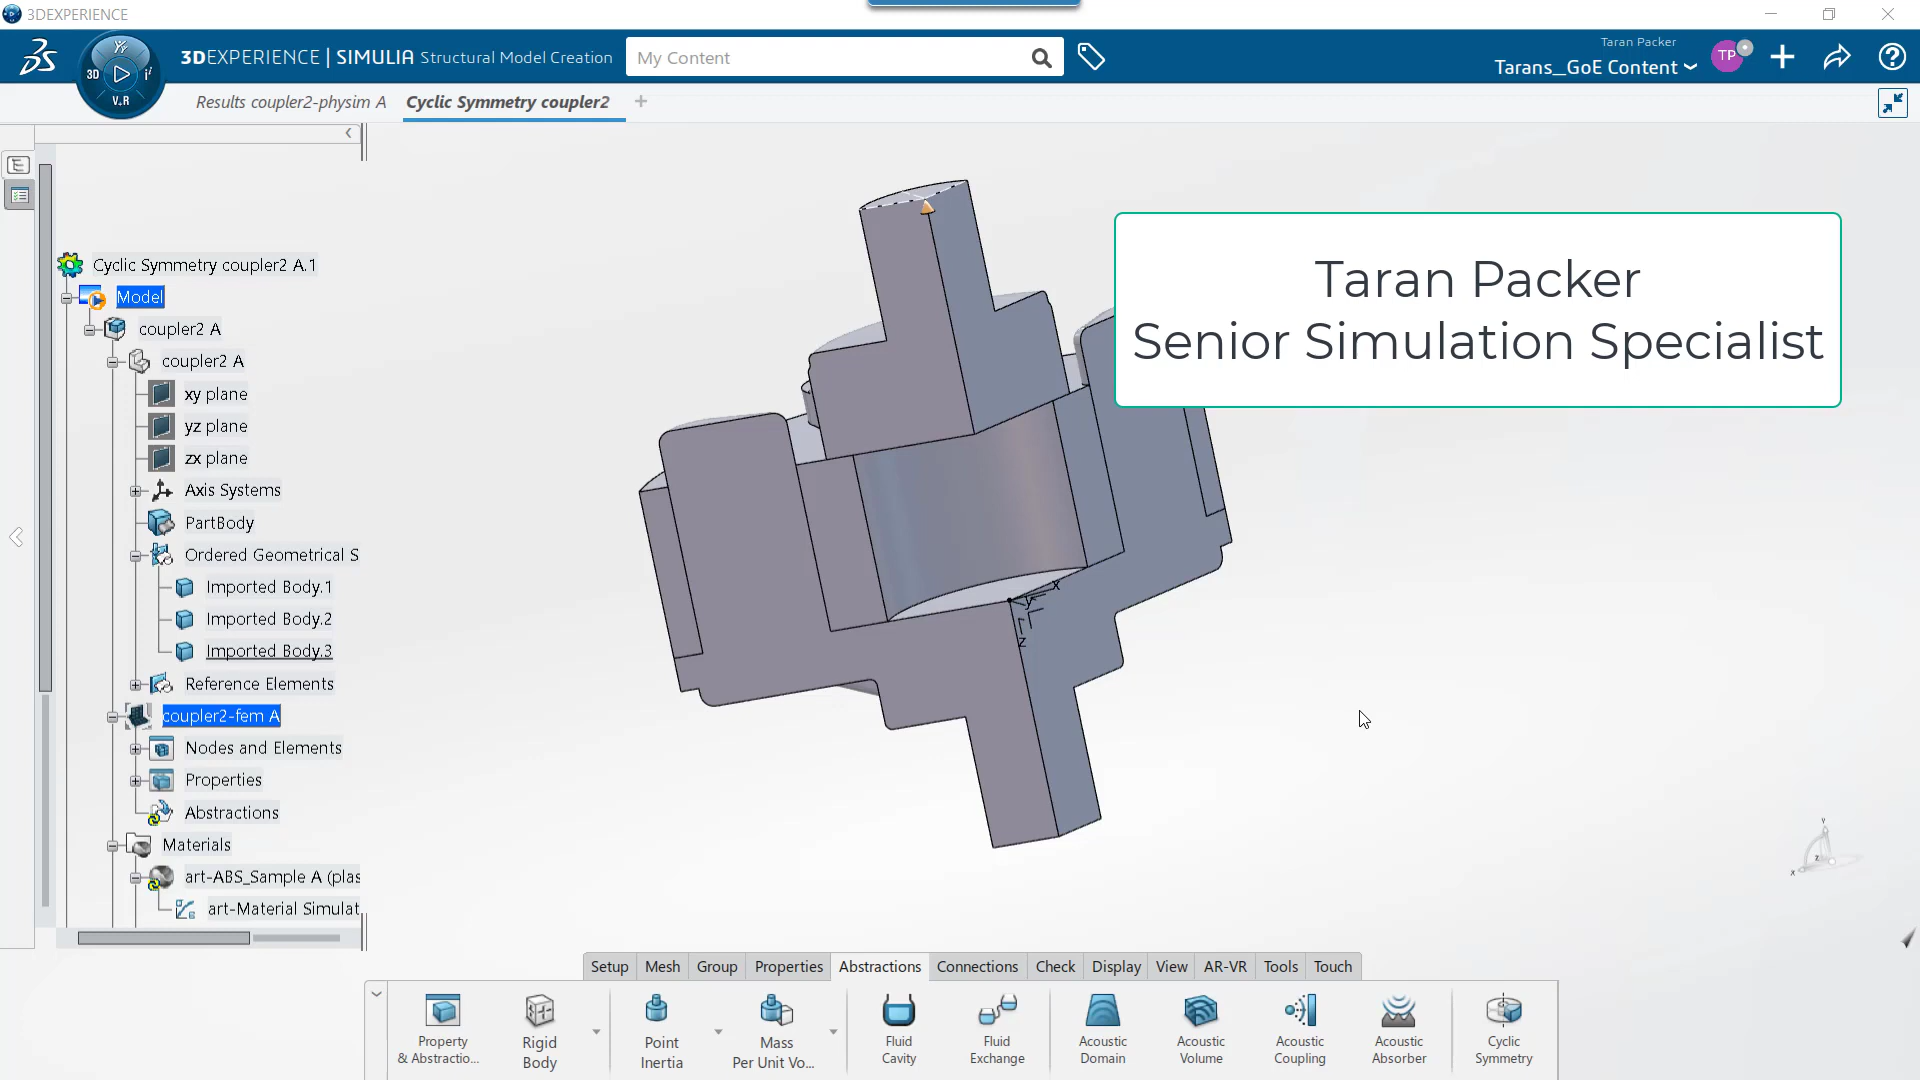 3DEXPERIENCE
3DEXPERIENCE | SIMULIA Structural Model Creation
My Content
Taran Packer
Tarans_GoE Content
TP
3D
V.R
Results coupler2-physim A
Cyclic Symmetry coupler2
Taran Packer
Senior Simulation Specialist
Cyclic Symmetry coupler2 A.1
Model
coupler2 A
coupler2 A
xy plane
yz plane
zx plane
Axis Systems
PartBody
Ordered Geometrical S
Imported Body.1
Imported Body.2
Imported Body.3
Reference Elements
coupler2-fem A
Nodes and Elements
Properties
Abstractions
Materials
art-ABS_Sample A (plas
art-Material Simulat
x
y
z
Y
Z
X
Setup Mesh Group Properties Abstractions Connections Check Display View AR-VR Tools Touch
Property
& Abstractio...
Rigid
Body
Point
Inertia
Mass
Per Unit Vo...
Fluid
Cavity
Fluid
Exchange
Acoustic
Domain
Acoustic
Volume
Acoustic
Coupling
Acoustic
Absorber
Cyclic
Symmetry